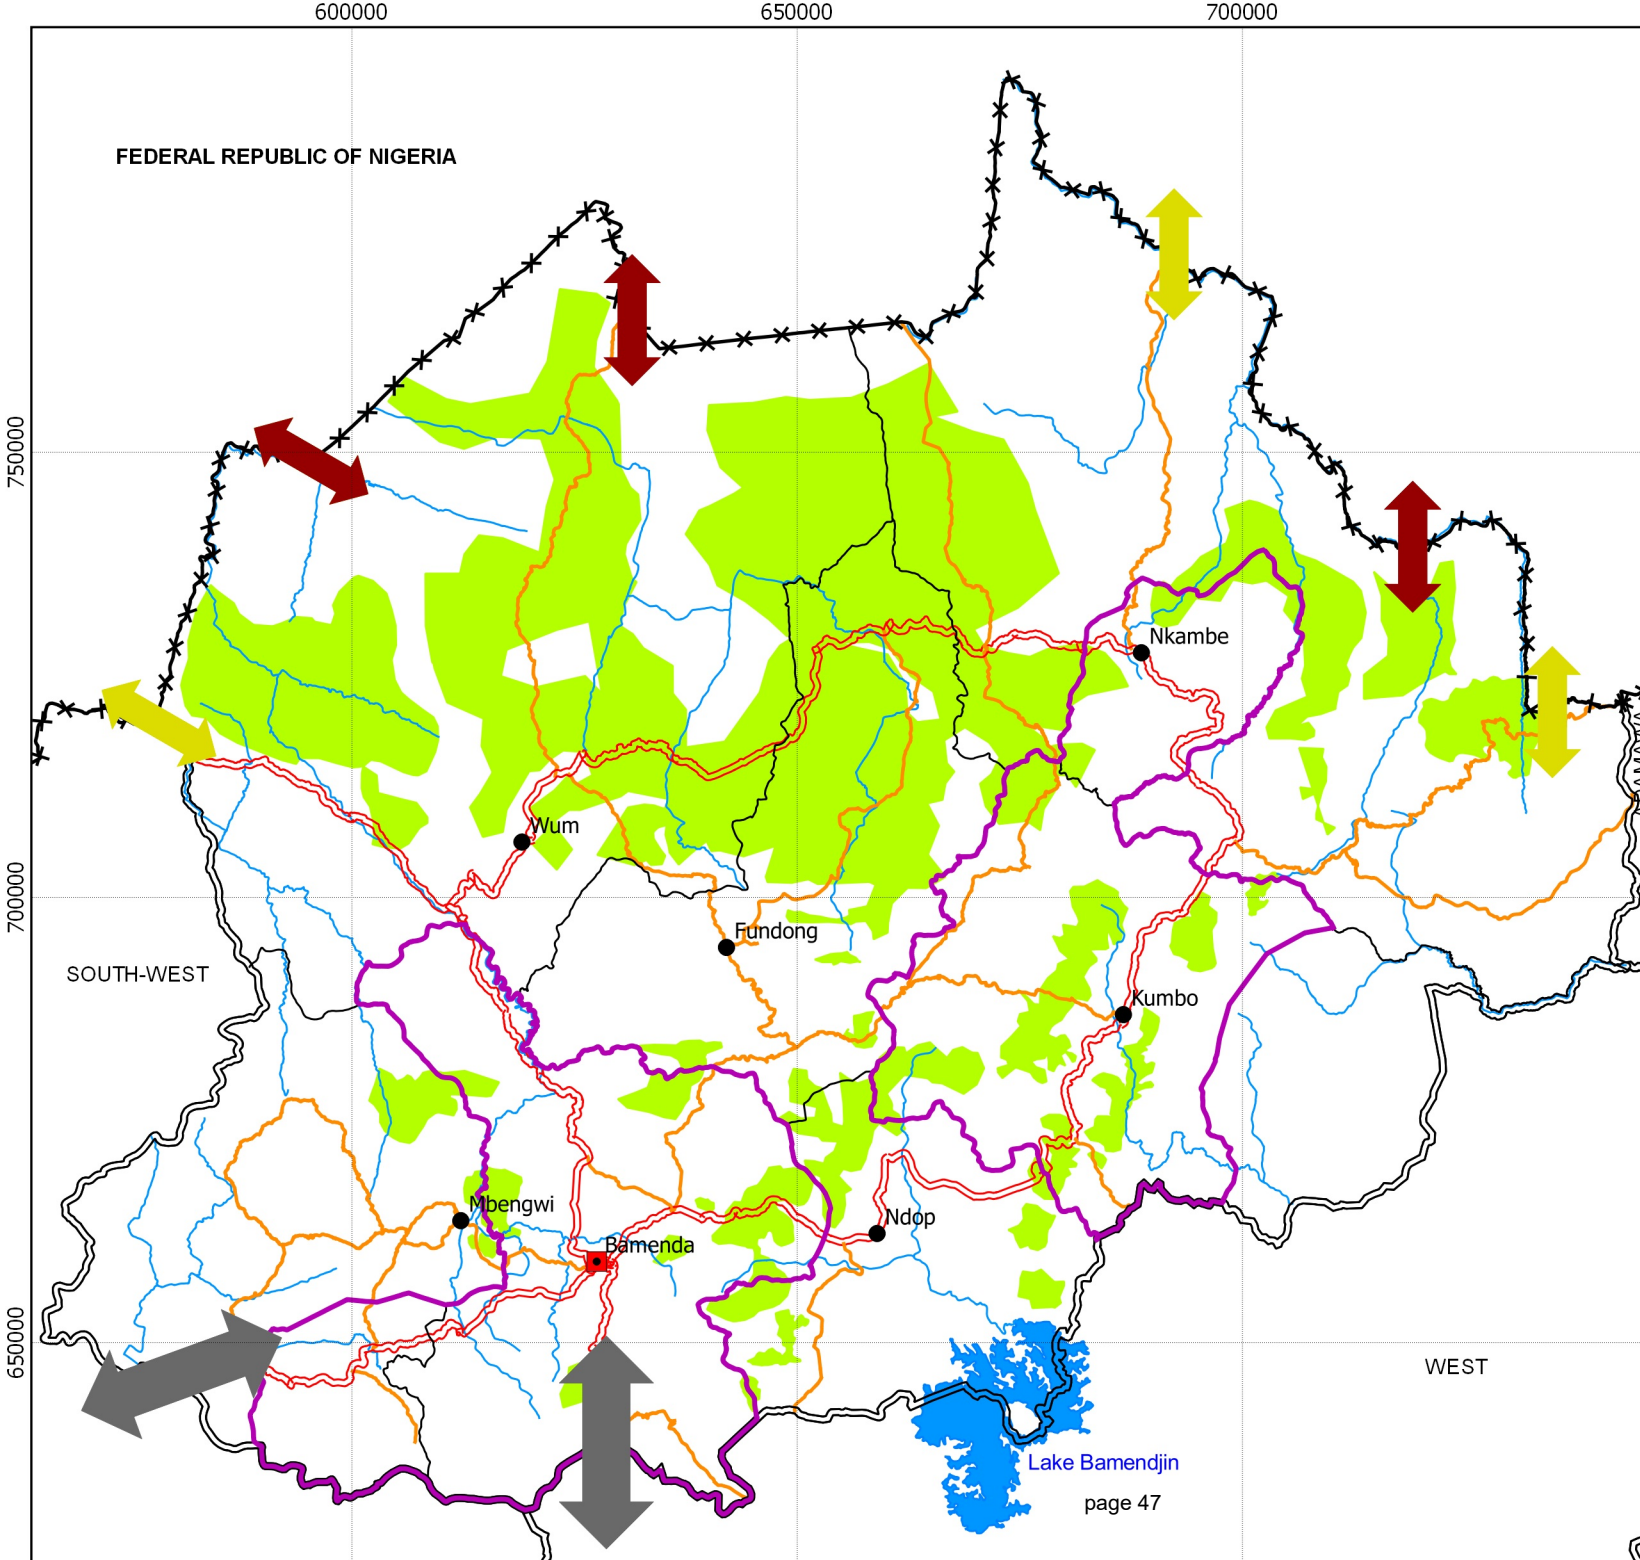 600000
650000
700000
FEDERAL REPUBLIC OF NIGERIA
750000
Nkambe
Wum
700000
Fundong
SOUTH-WEST
Kumbo
Mbengwi
Ndop
Bamenda
650000
WEST
Lake Bamendjin
page 47